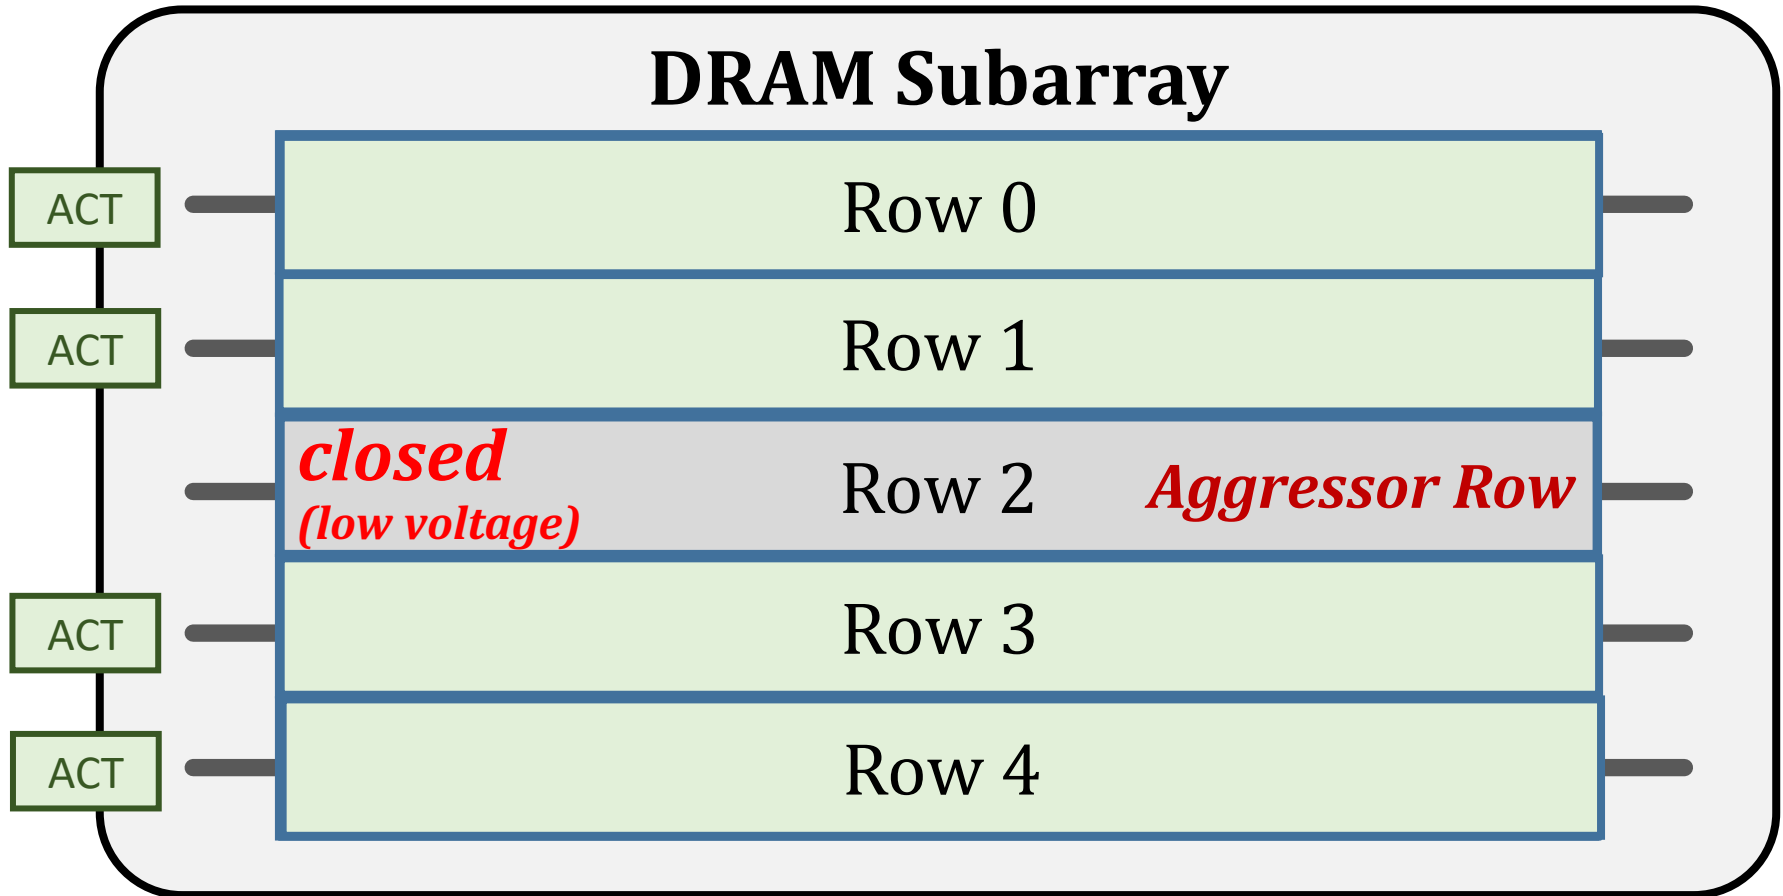 DRAM Subarray
ACT
Row 0
ACT
Row 1
closed
(low voltage)
Row 2
Aggressor Row
ACT
Row 3
ACT
Row 4